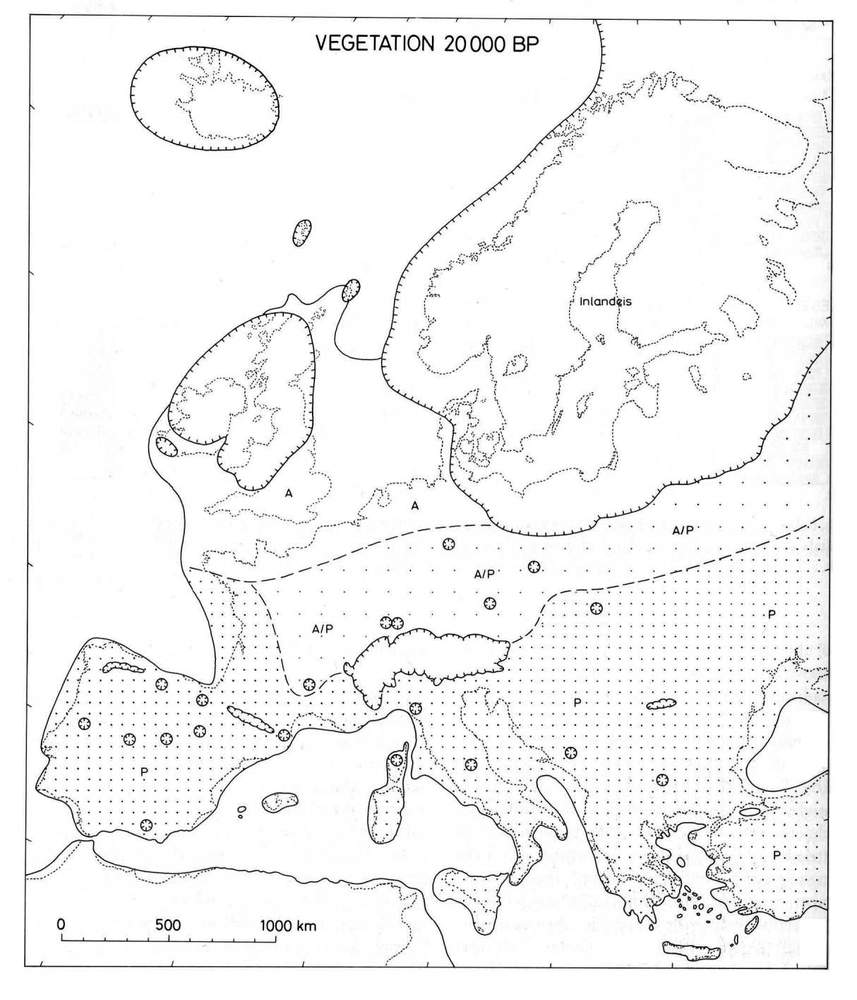 VEGETATION 20 000 BP
Inlandeis
A
A
A/P
A/P
P
A/P
P
P
P
0 500 1000 km